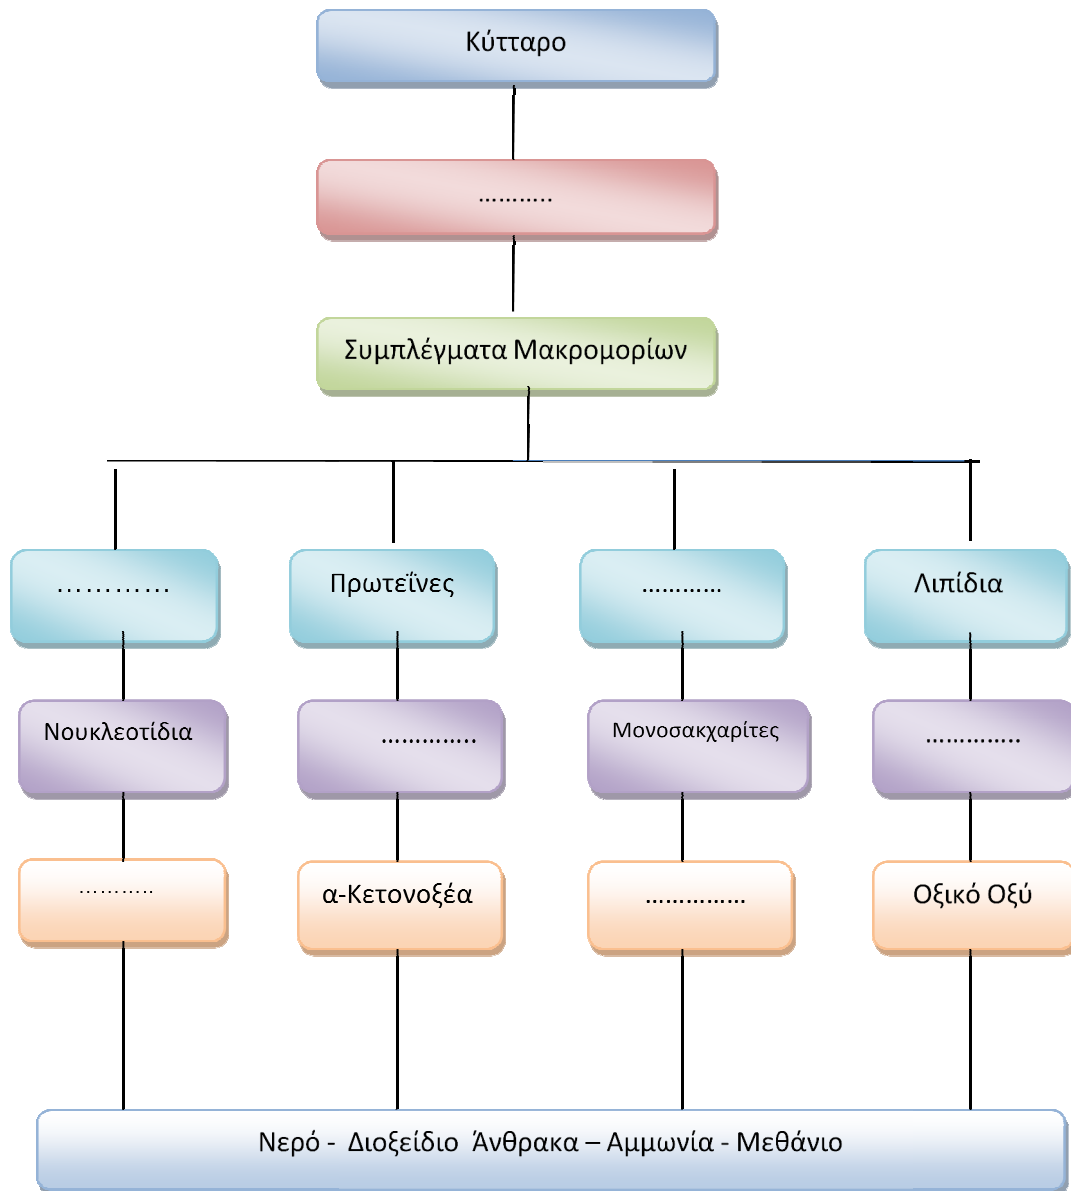 Κύτταρο
………..
Συμπλέγματα Μακρομορίων
…………
Πρωτεΐνες
…………
Λιπίδια
Νουκλεοτίδια
…………..
Μονοσακχαρίτες
…………..
………..
α-Κετονοξέα
……………
Οξικό Οξύ
Νερό - Διοξείδιο Άνθρακα – Αμμωνία - Μεθάνιο